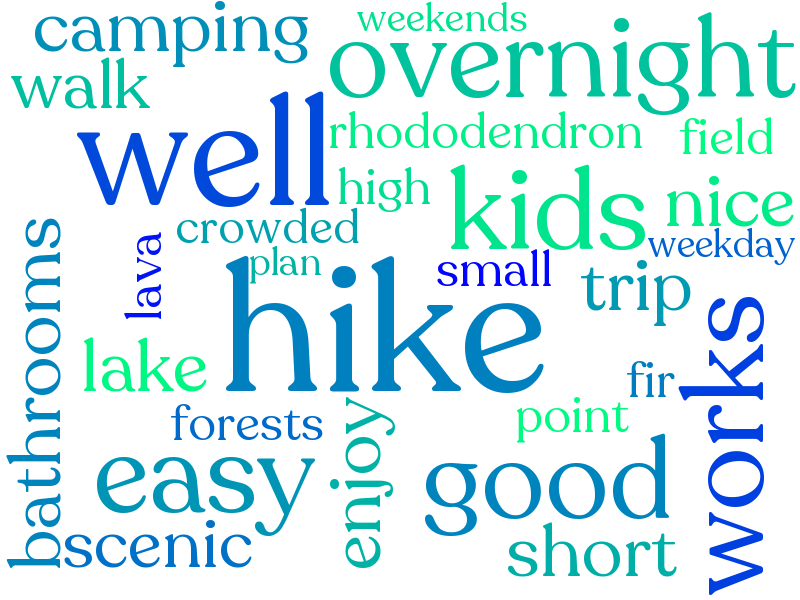 weekends
camping
overnight
walk
well
rhododendron
field
high
kids
nice
crowded
weekday
lava
plan
small
trip
hike
bathrooms
works
lake
fir
forests
point
enjoy
easy
good
scenic
short